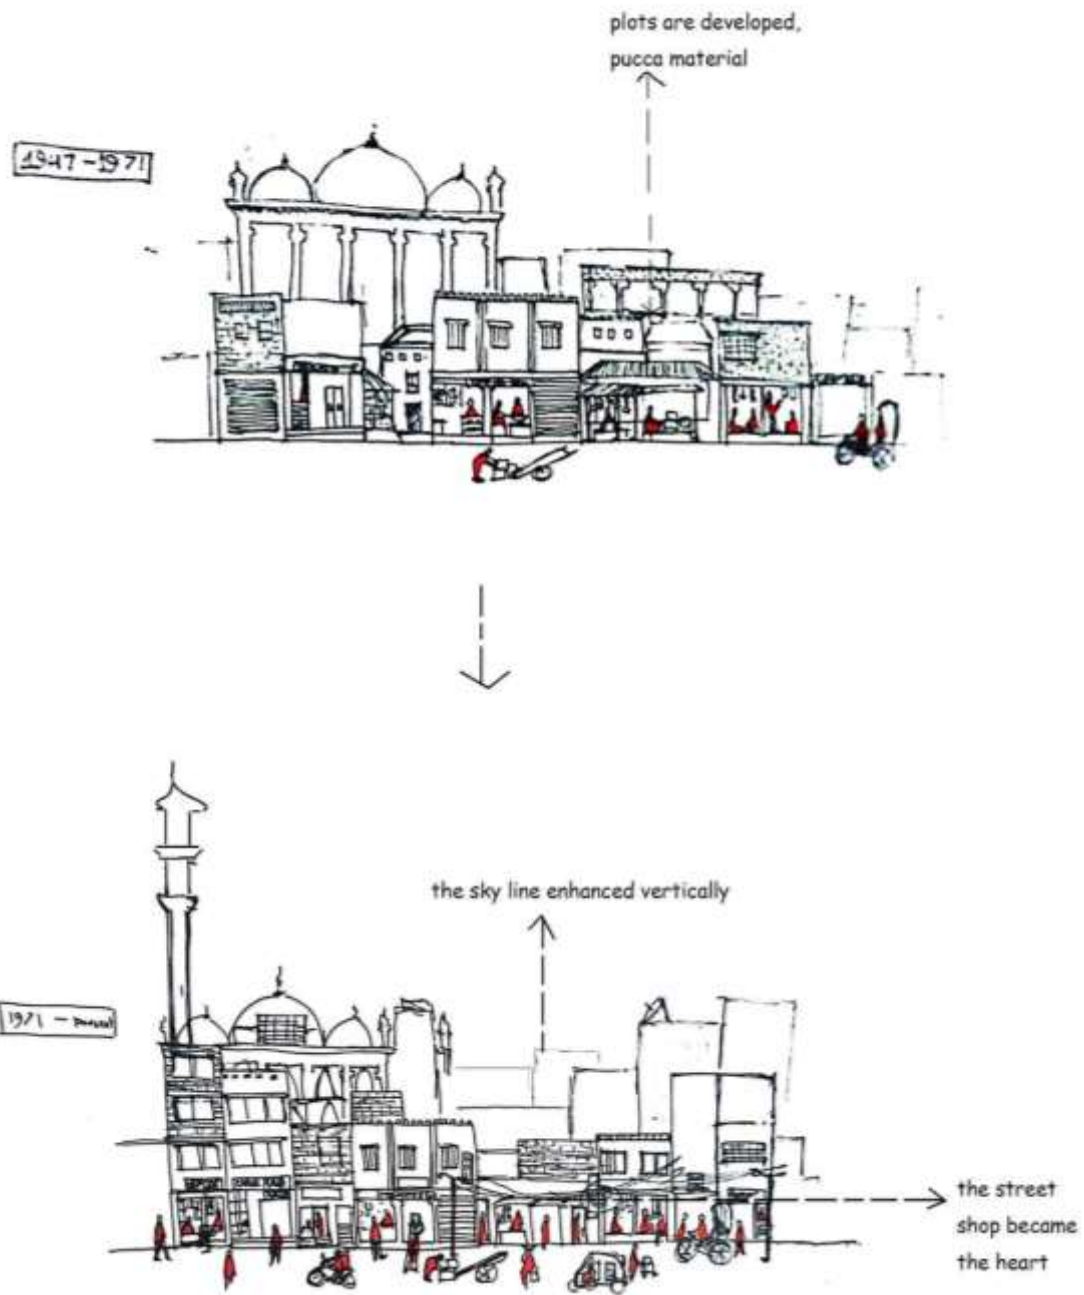 plots are developed,
pucca material
1947-1971
the sky line enhanced vertically
1971 -
the street
shop became
the heart